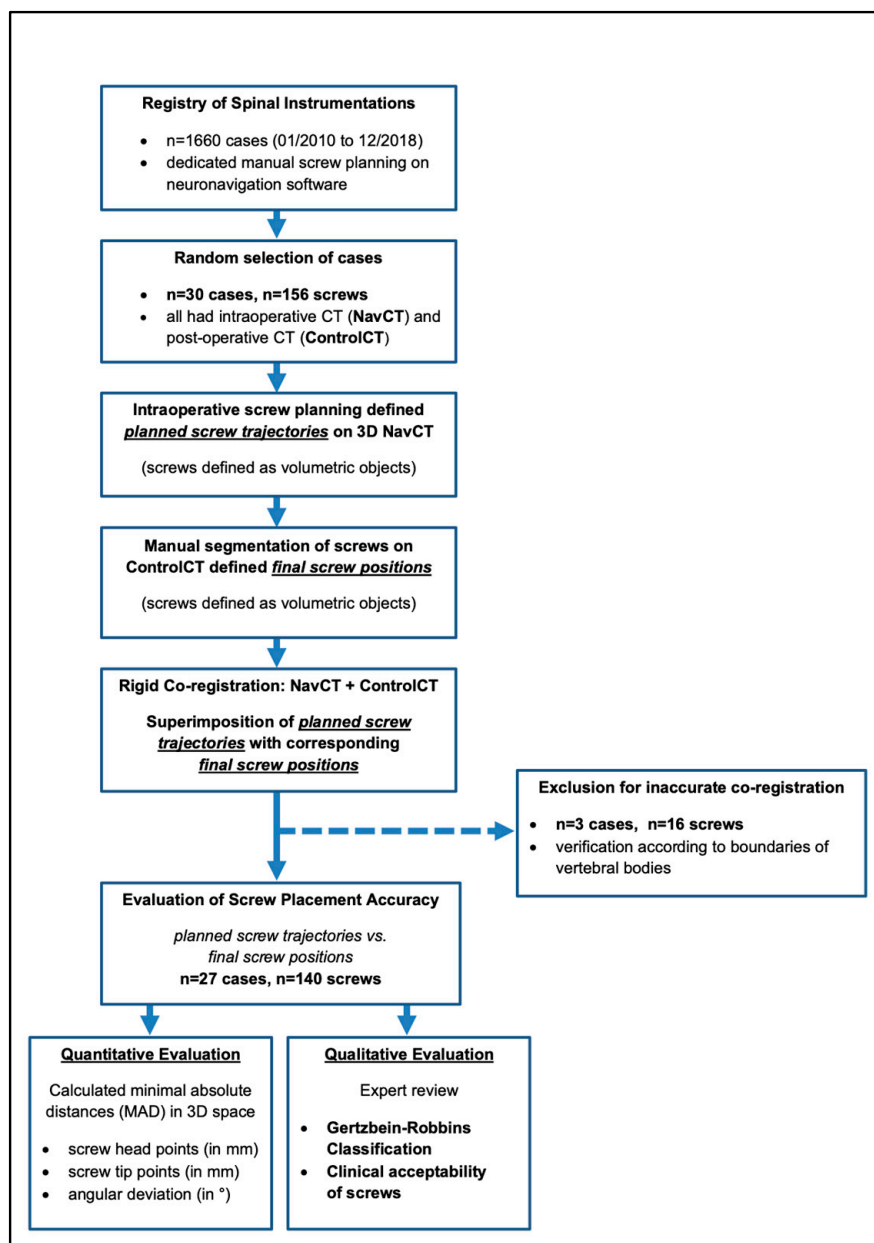 Registry of Spinal Instrumentations
• n=1660 cases (01/2010 to 12/2018)
• dedicated manual screw planning on
neuronavigation software
Random selection of cases
• n=30 cases, n=156 screws
• all had intraoperative CT (NavCT) and
post-operative CT (ControlCT)
Intraoperative screw planning defined
planned screw trajectories on 3D NavCT
(screws defined as volumetric objects)
Manual segmentation of screws on
ControlCT defined final screw positions
(screws defined as volumetric objects)
Rigid Co-registration: NavCT + ControlCT
Superimposition of planned screw
trajectories with corresponding
final screw positions
Exclusion for inaccurate co-registration
• n=3 cases, n=16 screws
• verification according to boundaries of
vertebral bodies
Evaluation of Screw Placement Accuracy
planned screw trajectories vs.
final screw positions
n=27 cases, n=140 screws
Quantitative Evaluation
Calculated minimal absolute
distances (MAD) in 3D space
• screw head points (in mm)
• screw tip points (in mm)
• angular deviation (in °)
Qualitative Evaluation
Expert review
• Gertzbein-Robbins
Classification
• Clinical acceptability
of screws